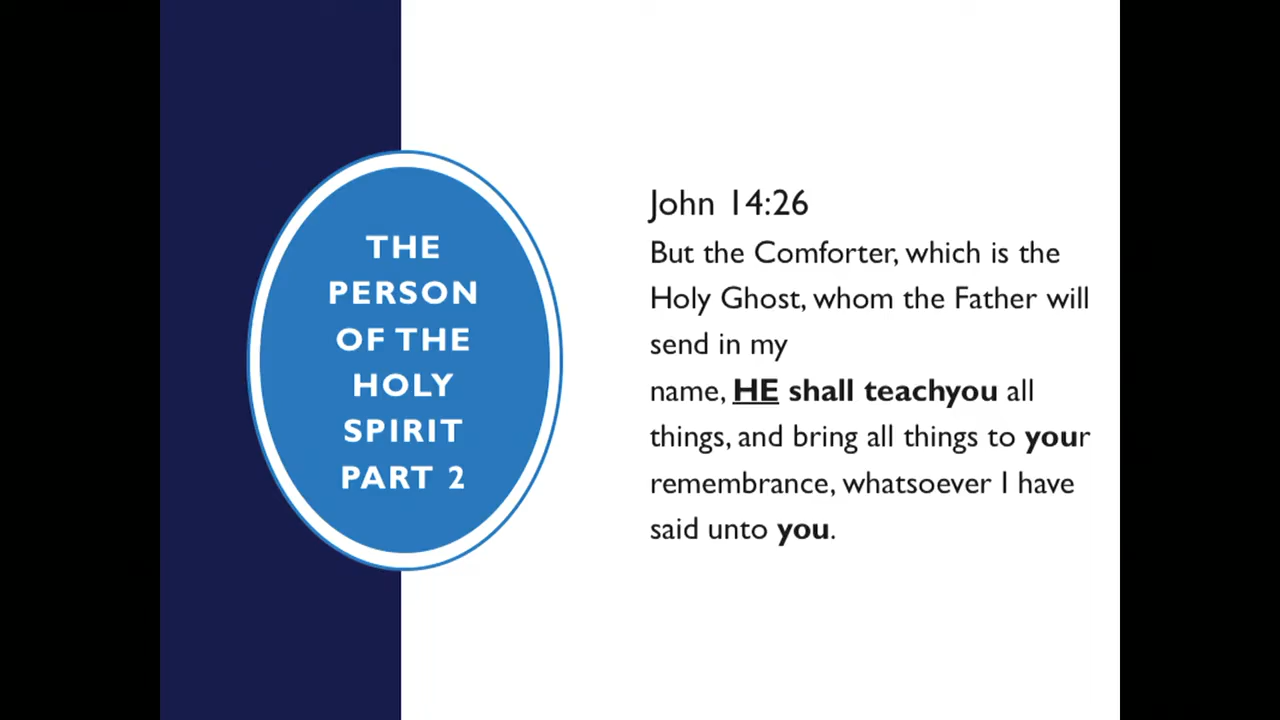 THE
PERSON
OF THE
HOLY
SPIRIT
PART 2
John 14:26
But the Comforter, which is the
Holy Ghost, whom the Father will
send in my
name, HE shall teachyou all
things, and bring all things to your
remembrance, whatsoever I have
said unto you.